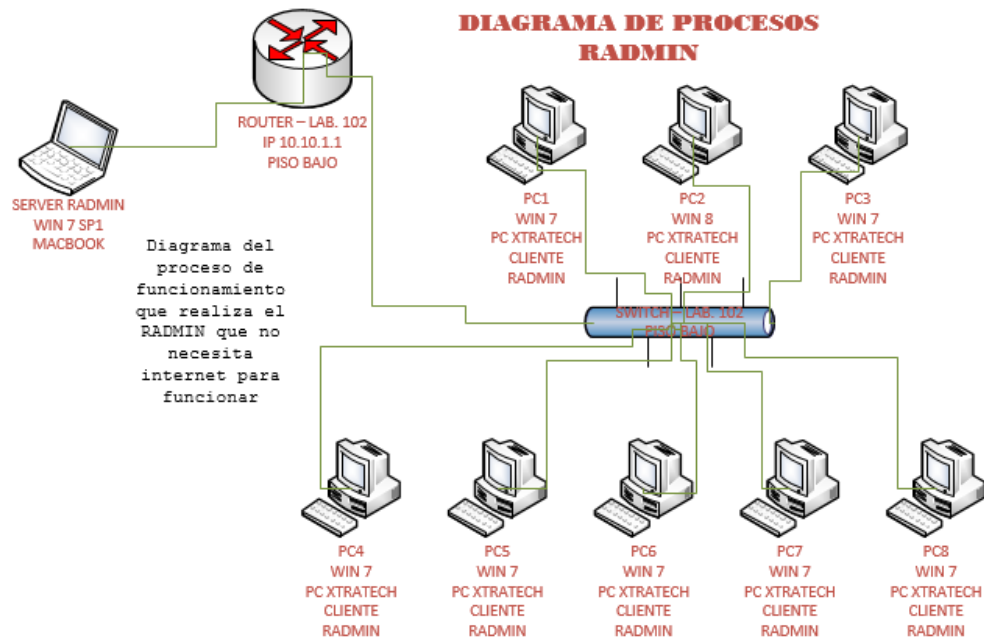 DIAGRAMA DE PROCESOS
RADMIN
ROUTER – LAB. 102
IP 10.10.1.1
PISO BAJO
SERVER RADMIN
WIN 7 SP1
MACBOOK
Diagrama del
proceso de
funcionamiento
que realiza el
RADMIN que no
necesita
internet para
funcionar
PC1
WIN 7
PC XTRATECH
CLIENTE
RADMIN
PC2
WIN 8
PC XTRATECH
CLIENTE
RADMIN
PC3
WIN 7
PC XTRATECH
CLIENTE
RADMIN
SWITCH – LAB. 102
PISO BAJO
PC4
WIN 7
PC XTRATECH
CLIENTE
RADMIN
PC5
WIN 7
PC XTRATECH
CLIENTE
RADMIN
PC6
WIN 7
PC XTRATECH
CLIENTE
RADMIN
PC7
WIN 7
PC XTRATECH
CLIENTE
RADMIN
PC8
WIN 7
PC XTRATECH
CLIENTE
RADMIN